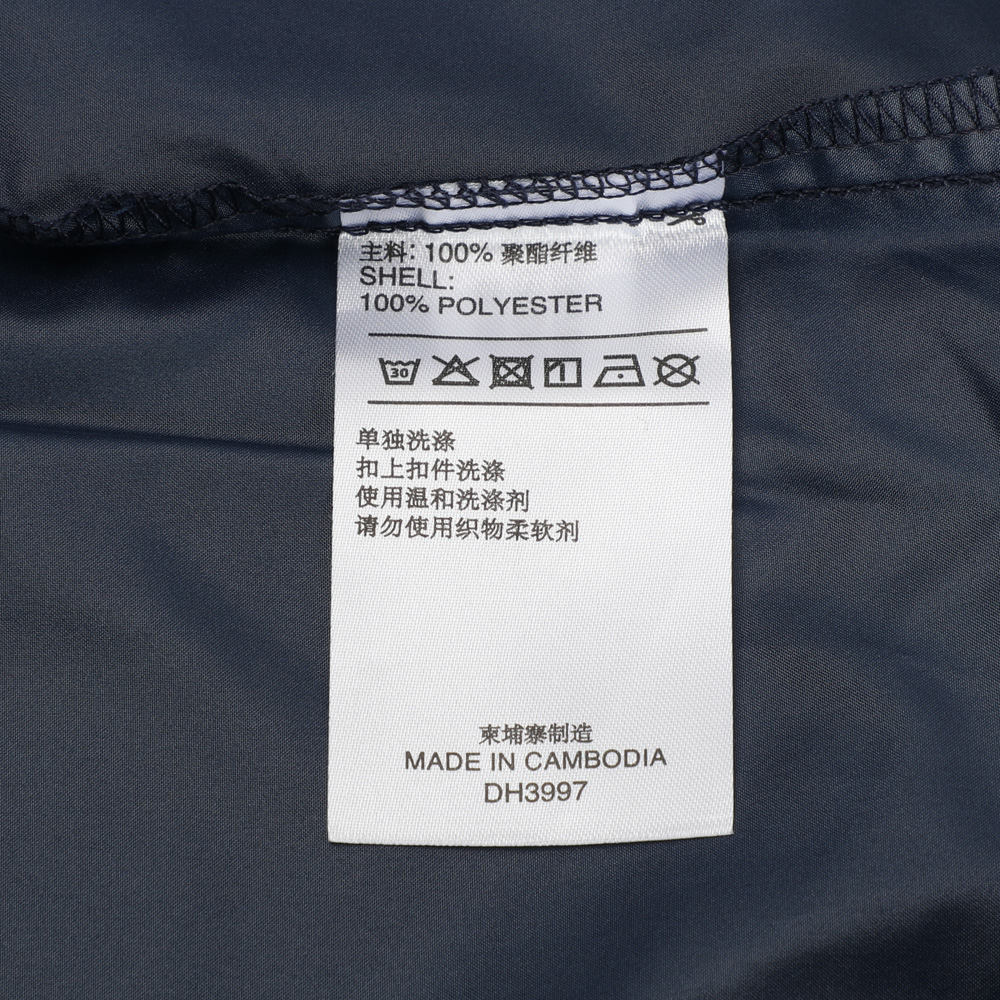 主料: 100% 聚酯纤维
SHELL:
100% POLYESTER
30
单独洗涤
扣上扣件洗涤
使用温和洗涤剂
请勿使用织物柔软剂
柬埔寨制造
MADE IN CAMBODIA
DH3997